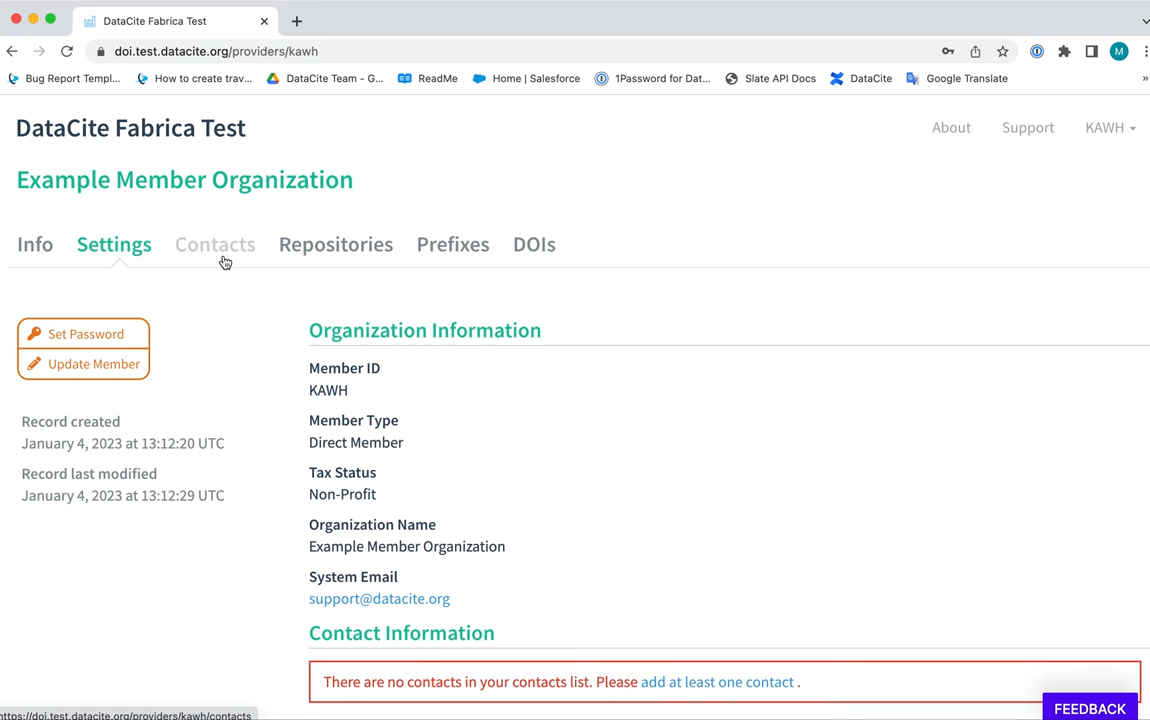 DataCite Fabrica Test
doi.test.datacite.org/providers/kawh
M
Bug Report Templ... How to create trav... DataCite Team - G... ReadMe Home | Salesforce 1Password for Dat... Slate API Docs DataCite Google Translate »
DataCite Fabrica Test About Support KAWH
Example Member Organization
Info Settings Contacts Repositories Prefixes DOIs
Set Password
Update Member
Record created
January 4, 2023 at 13:12:20 UTC
Record last modified
January 4, 2023 at 13:12:29 UTC
Organization Information
Member ID
KAWH
Member Type
Direct Member
Tax Status
Non-Profit
Organization Name
Example Member Organization
System Email
support@datacite.org
Contact Information
There are no contacts in your contacts list. Please add at least one contact .
FEEDBACK
https://doi.test.datacite.org/providers/kawh/contacts